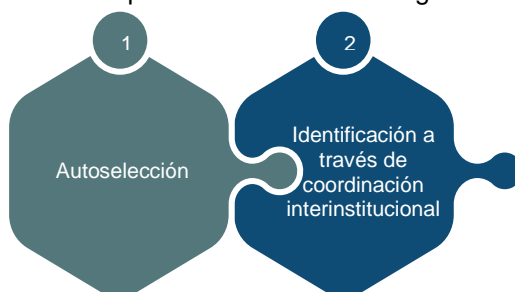 1
2
Autoselección
Identificación a
través de
coordinación
interinstitucional